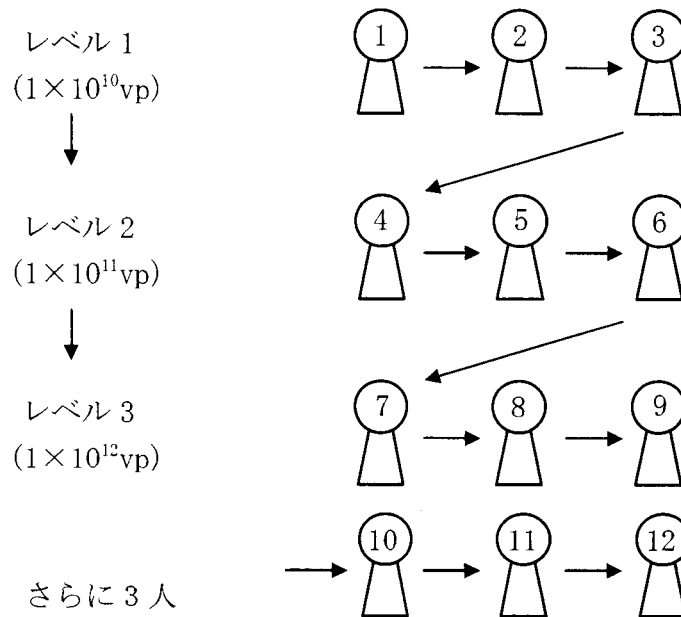 レベル 1
(1×10¹⁰vp)
1 2 3
レベル 2
(1×10¹¹vp)
4 5 6
レベル 3
(1×10¹²vp)
7 8 9
10 11 12
さらに 3 人